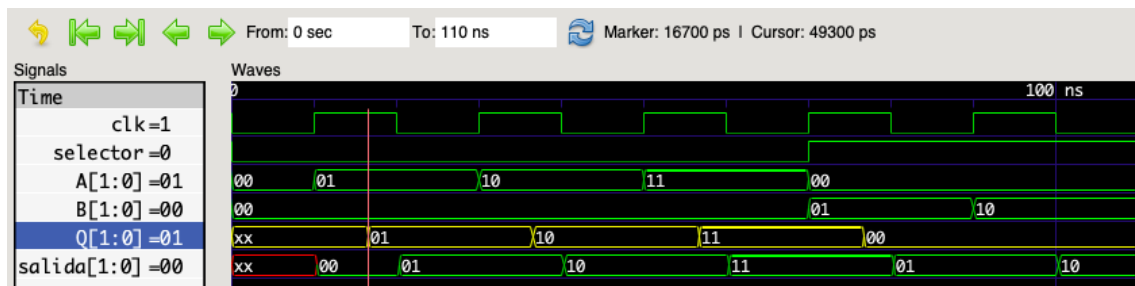 From: 0 sec To: 110 ns Marker: 16700 ps | Cursor: 49300 ps
Signals Waves
Time 0 100 ns
clk=1
selector=0
A[1:0]=01 00 01 10 11 00
B[1:0]=00 00 01 10
Q[1:0]=01 xx 01 10 11 00
salida[1:0]=00 xx 00 01 10 11 01 10